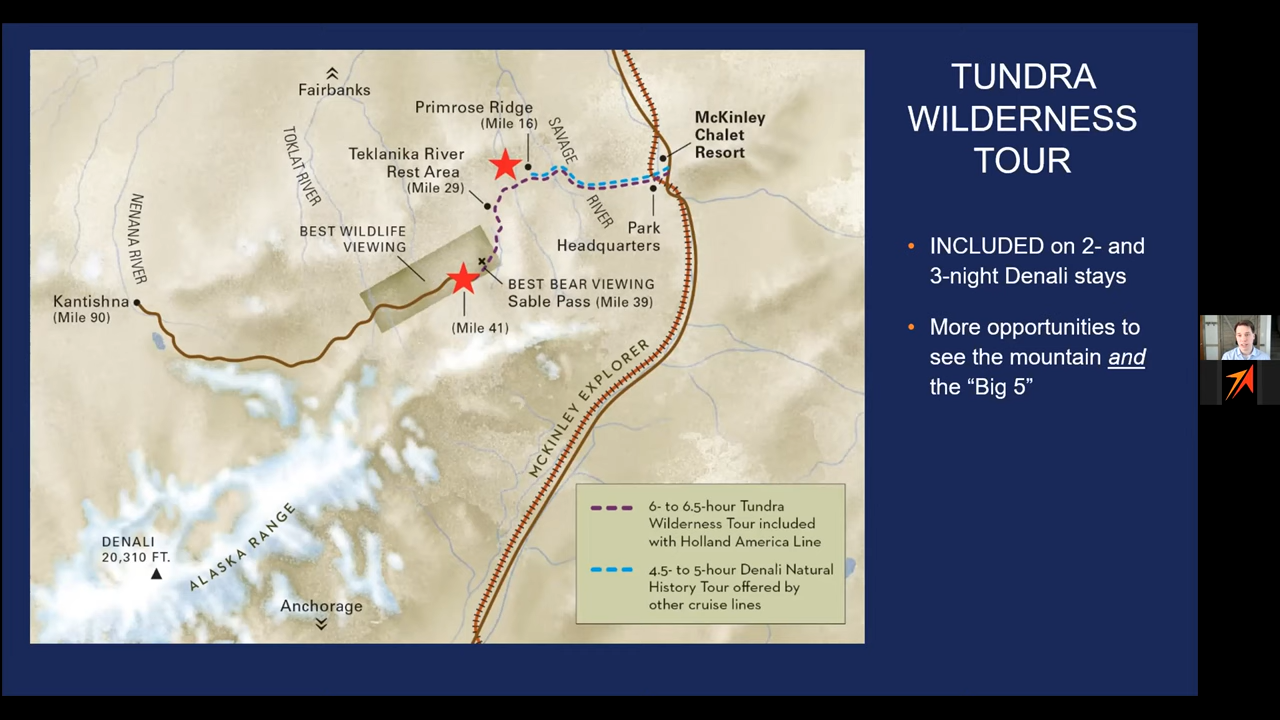 TUNDRA
WILDERNESS
TOUR
• INCLUDED on 2- and
3-night Denali stays
• More opportunities to
see the mountain and
the “Big 5”
Fairbanks
Primrose Ridge
(Mile 16)
SAVAGE
RIVER
McKinley
Chalet
Resort
Teklanika River
Rest Area
(Mile 29)
TOKLAT RIVER
NENANA RIVER
BEST WILDLIFE
VIEWING
Park
Headquarters
BEST BEAR VIEWING
Sable Pass (Mile 39)
Kantishna
(Mile 90)
(Mile 41)
MCKINLEY EXPLORER
ALASKA RANGE
DENALI
20,310 FT.
Anchorage
6- to 6.5-hour Tundra
Wilderness Tour included
with Holland America Line
4.5- to 5-hour Denali Natural
History Tour offered by
other cruise lines